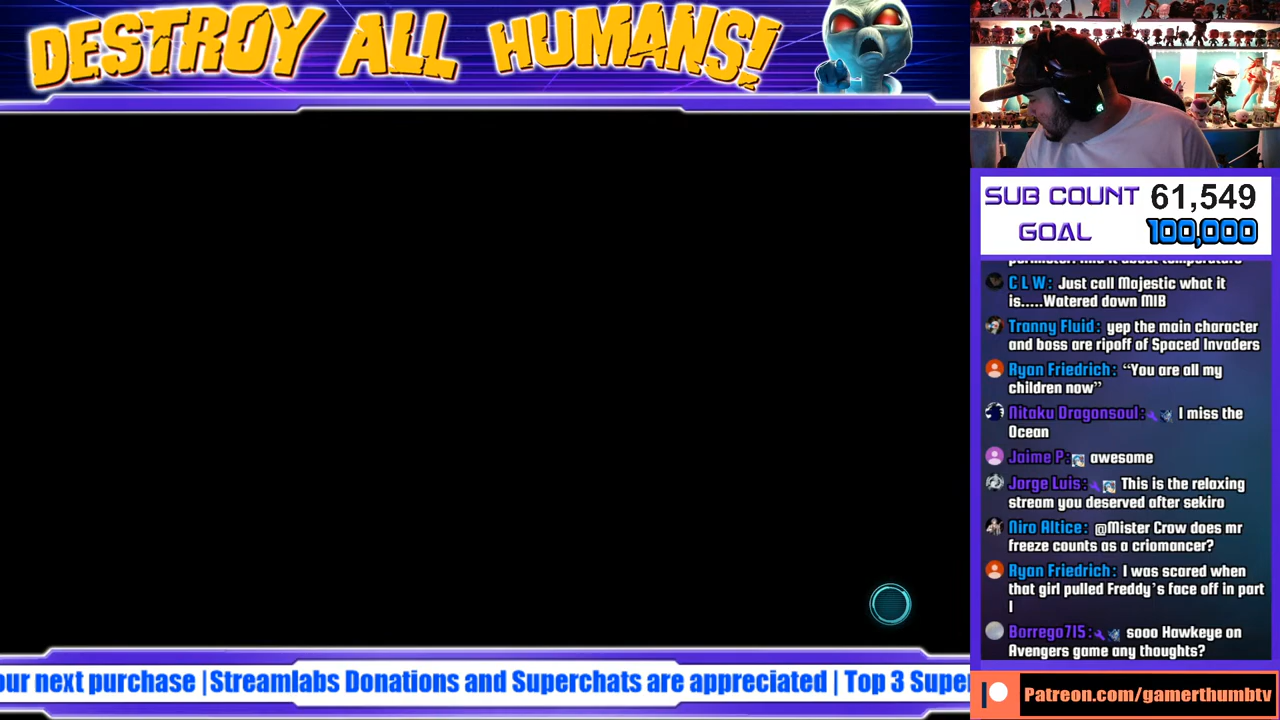 DESTROY ALL HUMANS!
SUB COUNT 61,549
GOAL 100,000
C L W: Just call Majestic what it
is.....Watered down MIB
Tranny Fluid: yep the main character
and boss are ripoff of Spaced Invaders
Ryan Friedrich: “You are all my
children now”
Nitaku Dragonsoul: I miss the
Ocean
Jaime P: awesome
Jorge Luis: This is the relaxing
stream you deserved after sekiro
Niro Altice: @Mister Crow does mr
freeze counts as a criomancer?
Ryan Friedrich: I was scared when
that girl pulled Freddy's face off in part
I
Borrego715: sooo Hawkeye on
Avengers game any thoughts?
our next purchase | Streamlabs Donations and Superchats are appreciated | Top 3 Supe
Patreon.com/gamerthumbtv